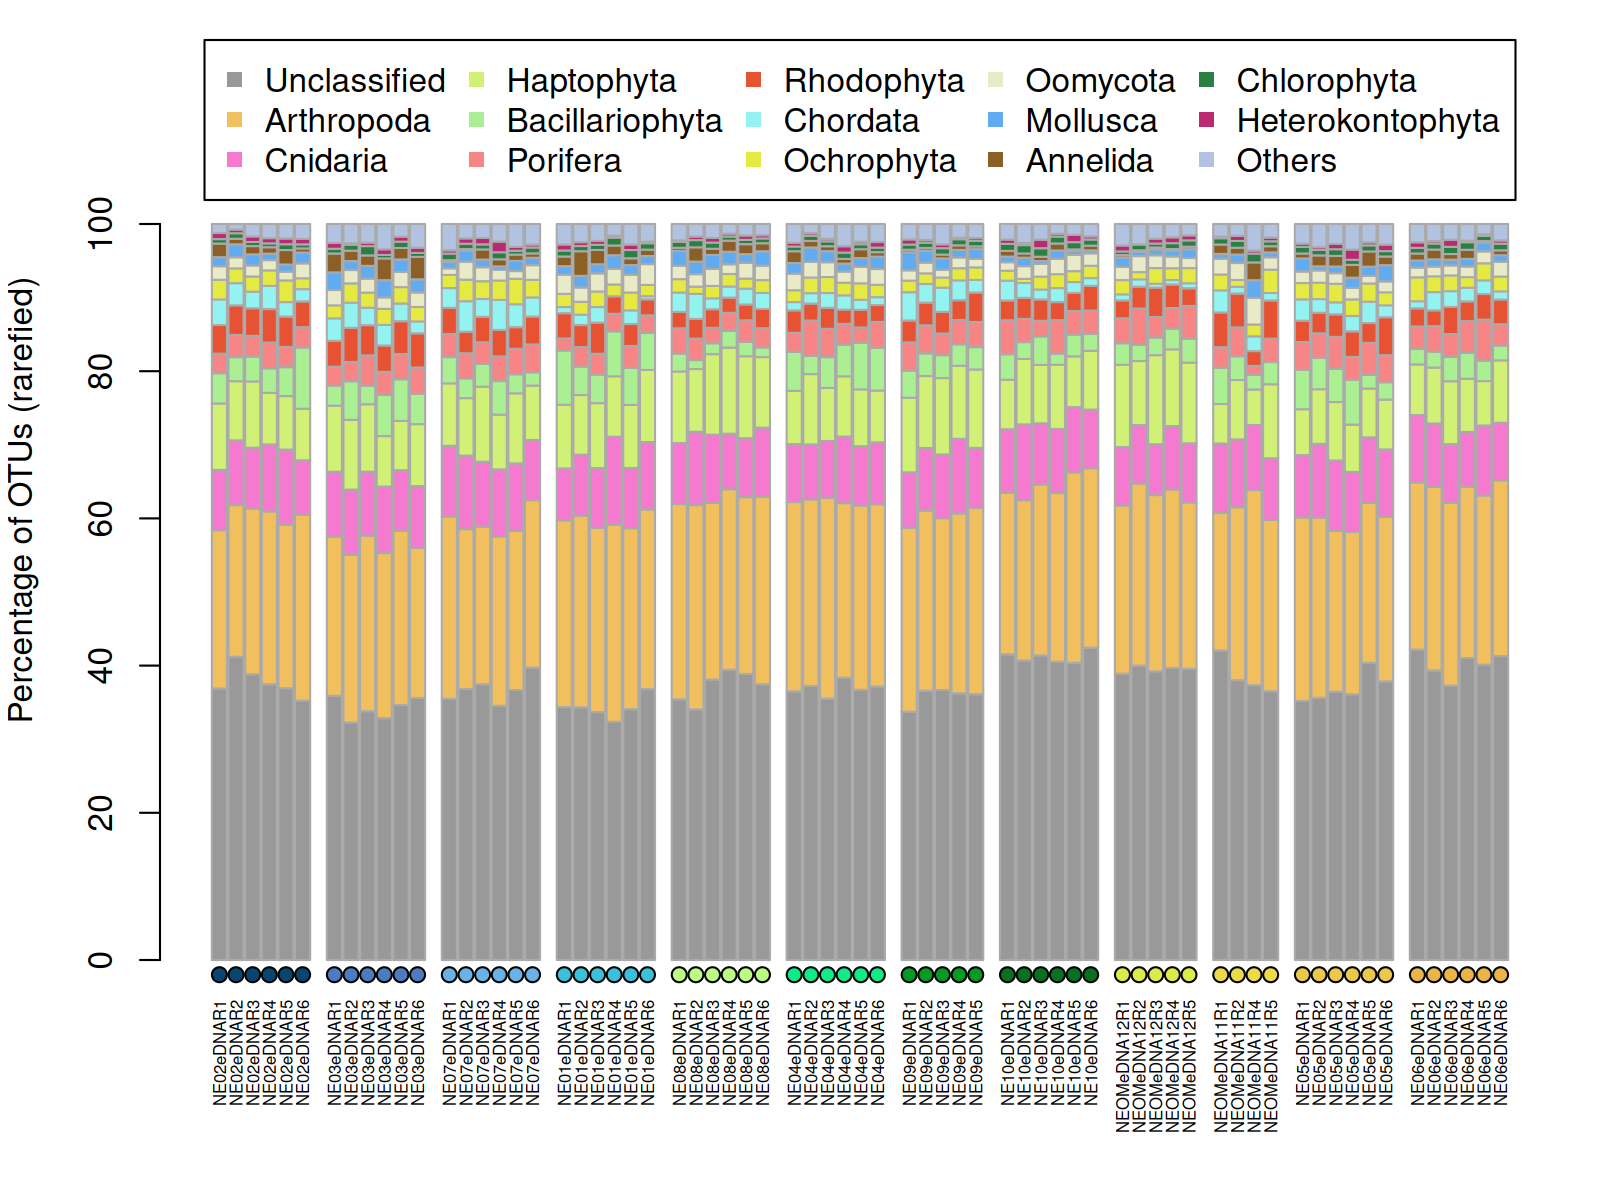 Unclassified Haptophyta Rhodophyta Oomycota Chlorophyta
Arthropoda Bacillariophyta Chordata Mollusca Heterokontophyta
Cnidaria Porifera Ochrophyta Annelida Others
Percentage of OTUs (rarefied)
100
80
60
40
20
0
NE02eDNAR1
NE02eDNAR2
NE02eDNAR3
NE02eDNAR4
NE02eDNAR5
NE02eDNAR6
NE03eDNAR1
NE03eDNAR2
NE03eDNAR3
NE03eDNAR4
NE03eDNAR5
NE03eDNAR6
NE07eDNAR1
NE07eDNAR2
NE07eDNAR3
NE07eDNAR4
NE07eDNAR5
NE07eDNAR6
NE01eDNAR1
NE01eDNAR2
NE01eDNAR3
NE01eDNAR4
NE01eDNAR5
NE01eDNAR6
NE08eDNAR1
NE08eDNAR2
NE08eDNAR3
NE08eDNAR4
NE08eDNAR5
NE08eDNAR6
NE04eDNAR1
NE04eDNAR2
NE04eDNAR3
NE04eDNAR4
NE04eDNAR5
NE04eDNAR6
NE09eDNAR1
NE09eDNAR2
NE09eDNAR3
NE09eDNAR4
NE09eDNAR5
NE10eDNAR1
NE10eDNAR2
NE10eDNAR3
NE10eDNAR4
NE10eDNAR5
NE10eDNAR6
NEOMeDNA12R1
NEOMeDNA12R2
NEOMeDNA12R3
NEOMeDNA12R4
NEOMeDNA12R5
NEOMeDNA11R1
NEOMeDNA11R2
NEOMeDNA11R4
NEOMeDNA11R5
NE05eDNAR1
NE05eDNAR2
NE05eDNAR3
NE05eDNAR4
NE05eDNAR5
NE05eDNAR6
NE06eDNAR1
NE06eDNAR2
NE06eDNAR3
NE06eDNAR4
NE06eDNAR5
NE06eDNAR6